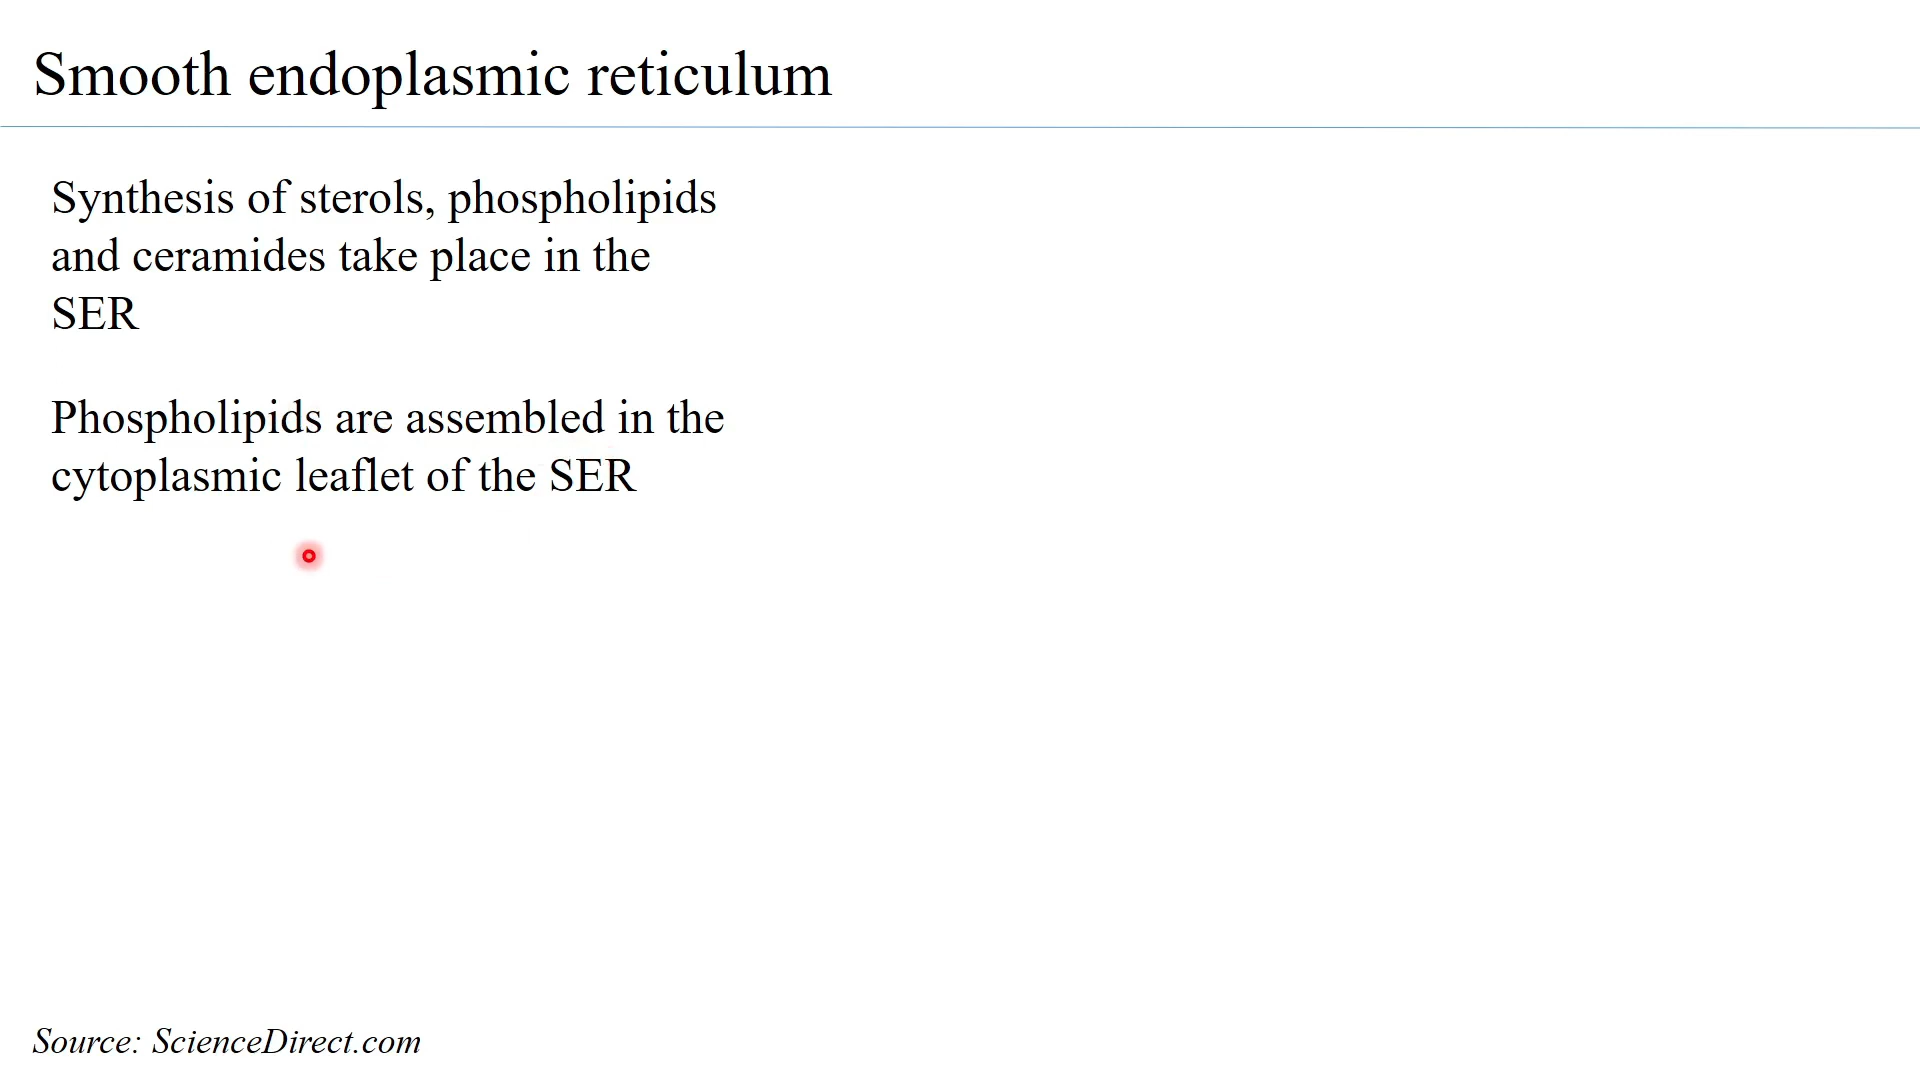 Smooth endoplasmic reticulum
Synthesis of sterols, phospholipids
and ceramides take place in the
SER
Phospholipids are assembled in the
cytoplasmic leaflet of the SER
Source: ScienceDirect.com